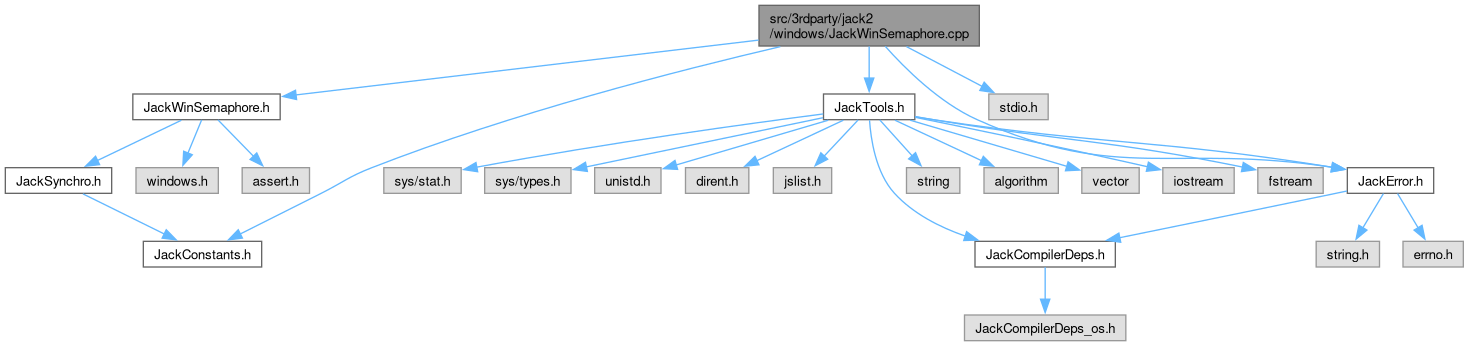 src/3rdparty/jack2
/windows/JackWinSemaphore.cpp
JackWinSemaphore.h
JackTools.h
stdio.h
JackSynchro.h
windows.h
assert.h
sys/stat.h
sys/types.h
unistd.h
dirent.h
jslist.h
string
algorithm
vector
iostream
fstream
JackError.h
JackConstants.h
JackCompilerDeps.h
string.h
errno.h
JackCompilerDeps_os.h